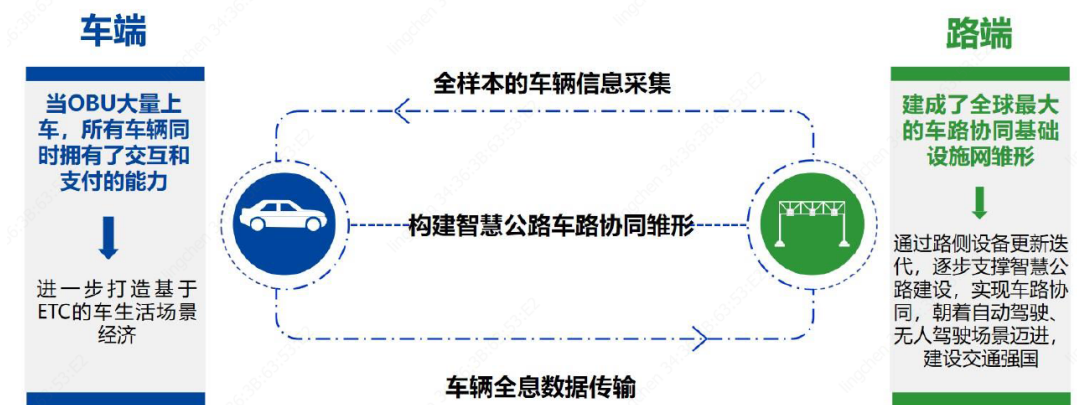 车端
当OBU大量上
车，所有车辆同
时拥有了交互和
支付的能力
进一步打造基于
ETC的车生活场景
经济
全样本的车辆信息采集
构建智慧公路车路协同雏形
车辆全息数据传输
路端
建成了全球最大
的车路协同基础
设施网雏形
通过路侧设备更新迭
代，逐步支撑智慧公
路建设，实现车路协
同，朝着自动驾驶、
无人驾驶场景迈进，
建设交通强国